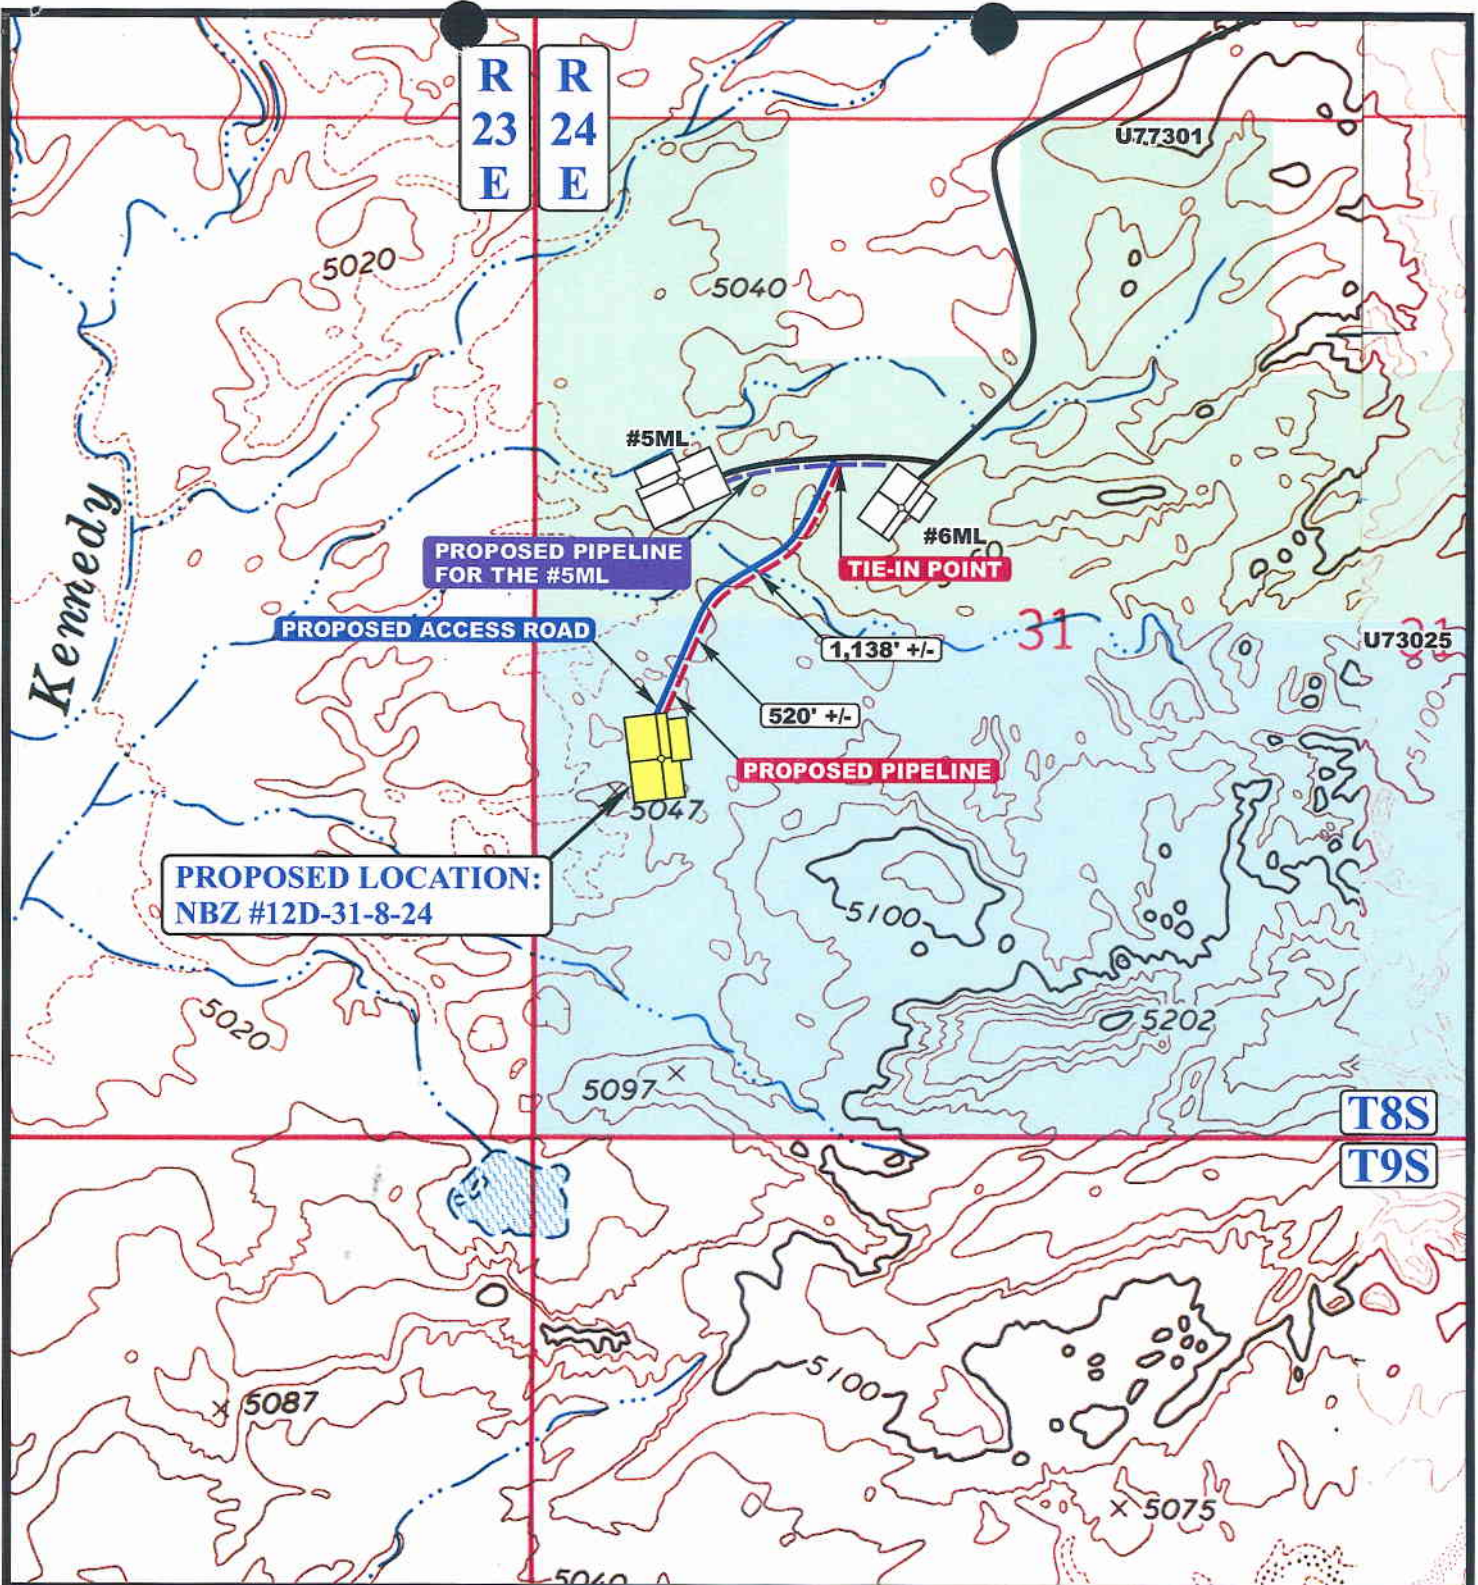 R
23
E
R
24
E
U77301
5020
5040
#5ML
#6ML
PROPOSED PIPELINE
FOR THE #5ML
TIE-IN POINT
PROPOSED ACCESS ROAD
1,138' +/-
31
U73025
Kennedy
520' +/-
PROPOSED PIPELINE
5100
5047
PROPOSED LOCATION:
NBZ #12D-31-8-24
5100
5020
5202
5097
T8S
T9S
5087
5100
5075